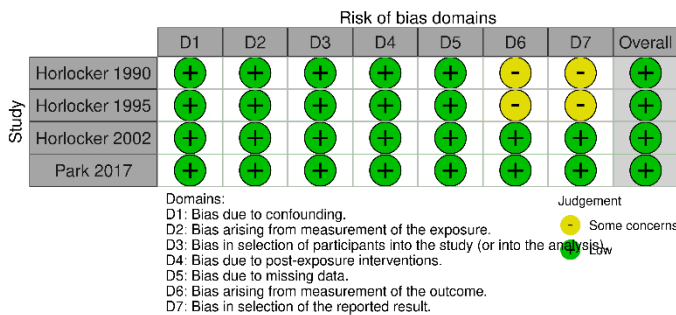 Risk of bias domains
D1 D2 D3 D4 D5 D6 D7 Overall
Study
Horlocker 1990 + + + + + - - +
Horlocker 1995 + + + + + - - +
Horlocker 2002 + + + + + + + +
Park 2017 + + + + + + + +
Domains:
D1: Bias due to confounding.
D2: Bias arising from measurement of the exposure.
D3: Bias in selection of participants into the study (or into the analysis).
D4: Bias due to post-exposure interventions.
D5: Bias due to missing data.
D6: Bias arising from measurement of the outcome.
D7: Bias in selection of the reported result.
Judgement
- Some concerns
+ Low